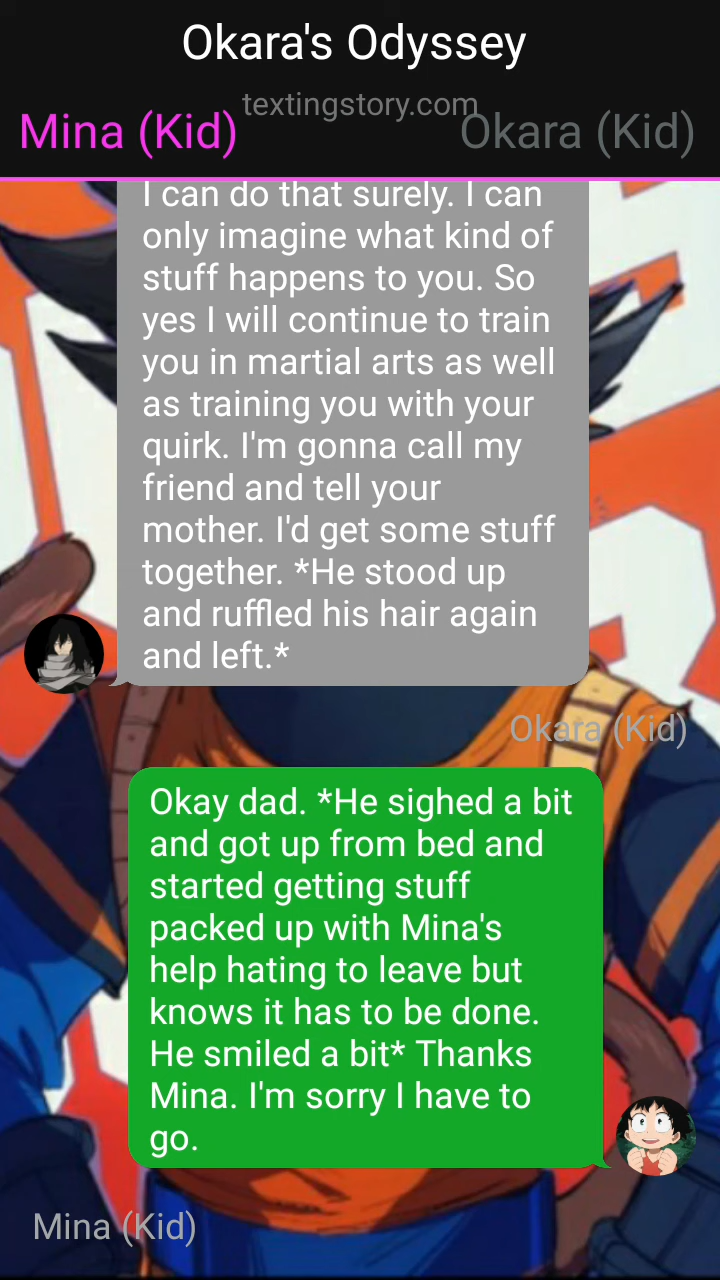 Okara's Odyssey
textingstory.com
Mina (Kid)
Okara (Kid)
I can do that surely. I can
only imagine what kind of
stuff happens to you. So
yes I will continue to train
you in martial arts as well
as training you with your
quirk. I'm gonna call my
friend and tell your
mother. I'd get some stuff
together. *He stood up
and ruffled his hair again
and left.*
Okara (Kid)
Okay dad. *He sighed a bit
and got up from bed and
started getting stuff
packed up with Mina's
help hating to leave but
knows it has to be done.
He smiled a bit* Thanks
Mina. I'm sorry I have to
go.
Mina (Kid)